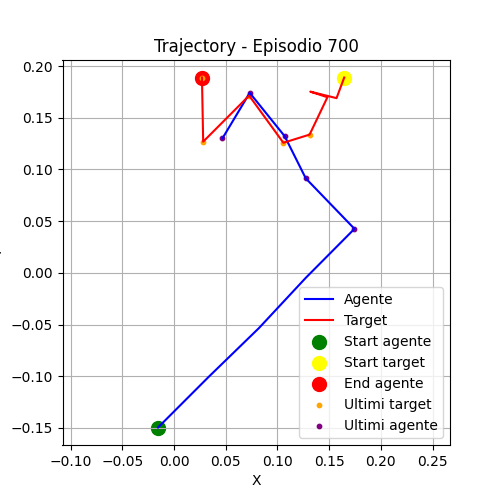 Trajectory - Episodio 700
0.20
0.15
0.10
0.05
0.00
−0.05
−0.10
−0.15
−0.10 −0.05 0.00 0.05 0.10 0.15 0.20 0.25
X
Agente
Target
Start agente
Start target
End agente
Ultimi target
Ultimi agente